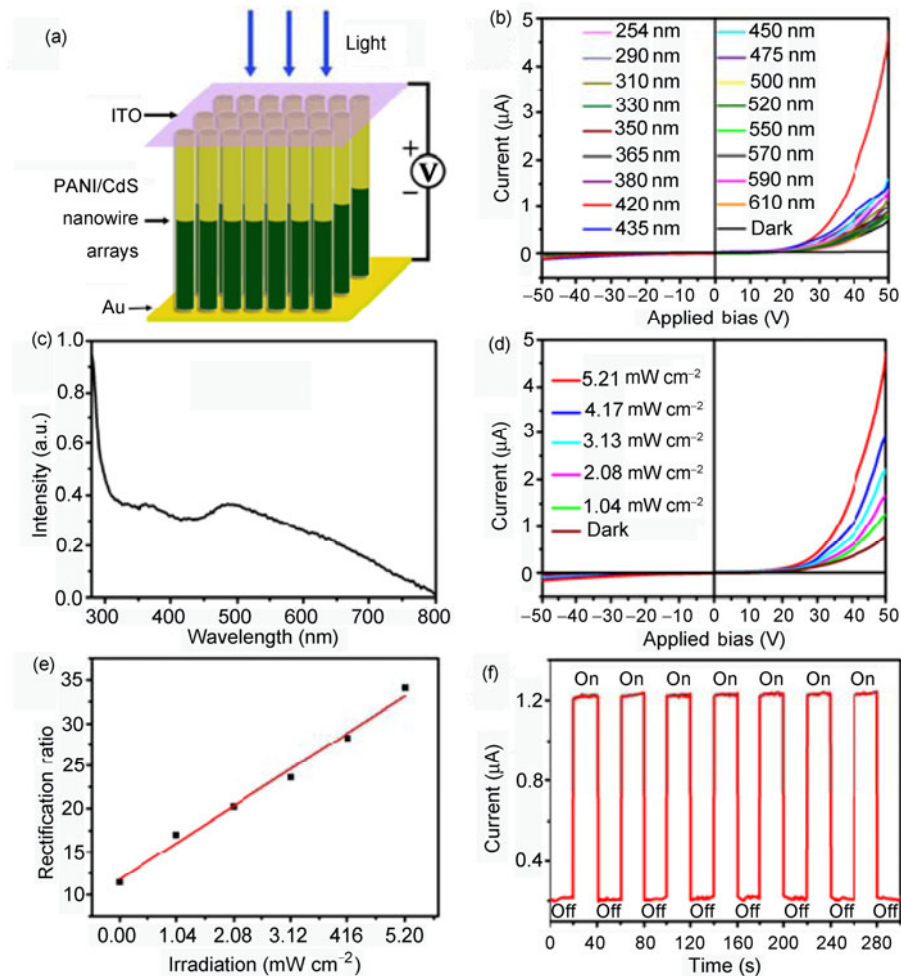 (a)
Light
ITO
PANI/CdS
nanowire
arrays
Au
+
V
−
(b)
Current (μA)
5
4
3
2
1
0
254 nm
290 nm
310 nm
330 nm
350 nm
365 nm
380 nm
420 nm
435 nm
450 nm
475 nm
500 nm
520 nm
550 nm
570 nm
590 nm
610 nm
Dark
−50 −40 −30 −20 −10 0 10 20 30 40 50
Applied bias (V)
(c)
Intensity (a.u.)
1.0
0.8
0.6
0.4
0.2
0.0
300 400 500 600 700 800
Wavelength (nm)
(d)
Current (μA)
5
4
3
2
1
0
5.21 mW cm−2
4.17 mW cm−2
3.13 mW cm−2
2.08 mW cm−2
1.04 mW cm−2
Dark
−50 −40 −30 −20 −10 0 10 20 30 40 50
Applied bias (V)
(e)
Rectification ratio
35
30
25
20
15
10
0.00 1.04 2.08 3.12 416 5.20
Irradiation (mW cm−2)
(f)
Current (μA)
1.2
0.8
0.4
On On On On On On On
Off Off Off Off Off Off Off Off
0 40 80 120 160 200 240 280
Time (s)